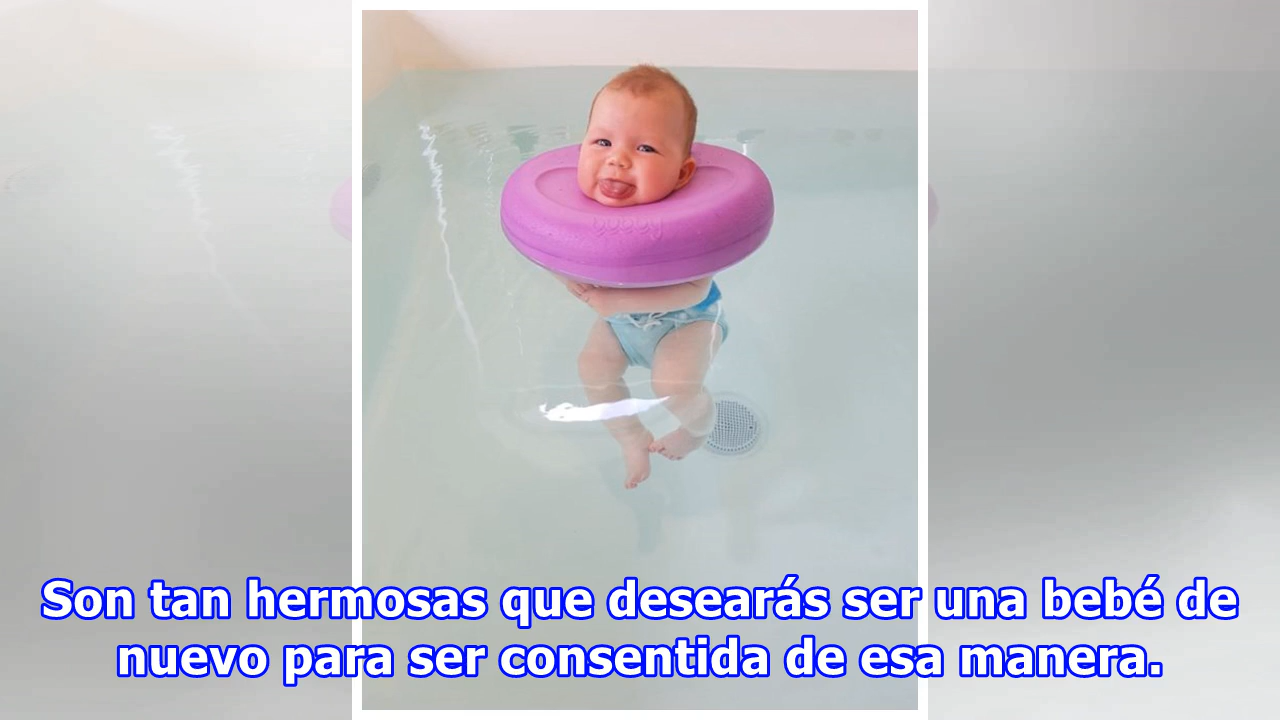 Son tan hermosas que desearás ser una bebé de
nuevo para ser consentida de esa manera.